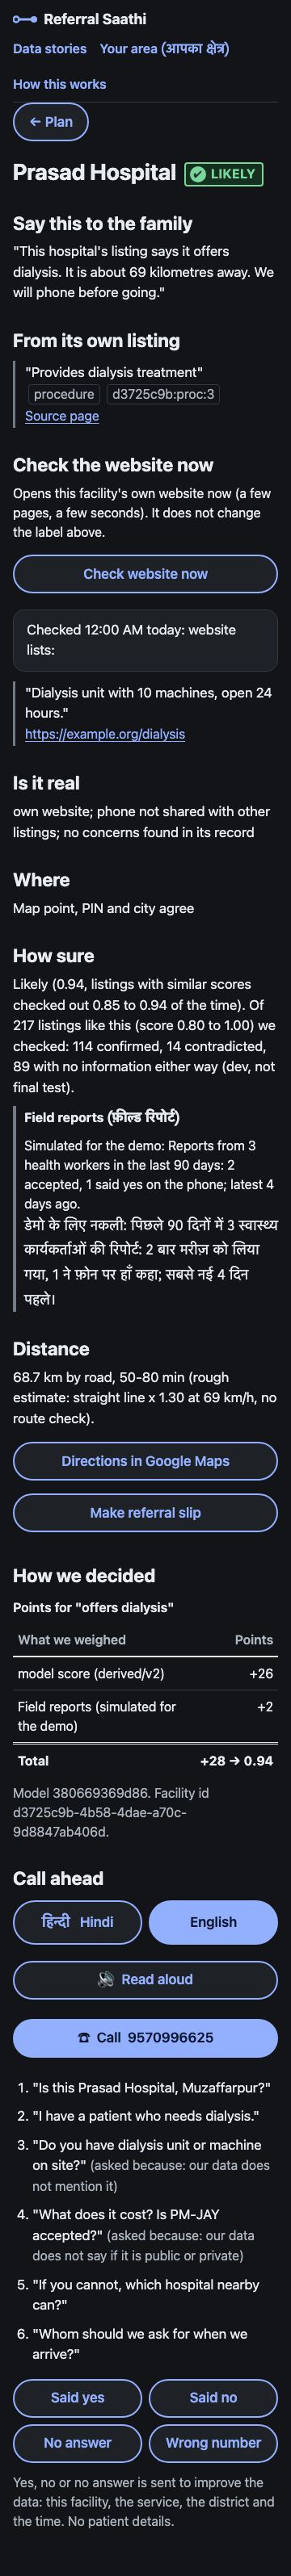 Referral Saathi
Data stories Your area (आपका क्षेत्र)
How this works
← Plan
Prasad Hospital LIKELY
Say this to the family
"This hospital's listing says it offers
dialysis. It is about 69 kilometres away. We
will phone before going."
From its own listing
"Provides dialysis treatment"
procedure d3725c9b:proc:3
Source page
Check the website now
Opens this facility's own website now (a few
pages, a few seconds). It does not change
the label above.
Check website now
Checked 12:00 AM today: website
lists:
"Dialysis unit with 10 machines, open 24
hours."
https://example.org/dialysis
Is it real
own website; phone not shared with other
listings; no concerns found in its record
Where
Map point, PIN and city agree
How sure
Likely (0.94, listings with similar scores
checked out 0.85 to 0.94 of the time). Of
217 listings like this (score 0.80 to 1.00) we
checked: 114 confirmed, 14 contradicted,
89 with no information either way (dev, not
final test).
Field reports (फ़ील्ड रिपोर्ट)
Simulated for the demo: Reports from 3
health workers in the last 90 days: 2
accepted, 1 said yes on the phone; latest 4
days ago.
डेमो के लिए नकली: पिछले 90 दिनों में 3 स्वास्थ्य
कार्यकर्ताओं की रिपोर्ट: 2 बार मरीज़ को लिया
गया, 1 ने फ़ोन पर हाँ कहा; सबसे नई 4 दिन
पहले।
Distance
68.7 km by road, 50-80 min (rough
estimate: straight line x 1.30 at 69 km/h, no
route check).
Directions in Google Maps
Make referral slip
How we decided
Points for "offers dialysis"
What we weighed Points
model score (derived/v2) +26
Field reports (simulated for +2
the demo)
Total +28 → 0.94
Model 380669369d86. Facility id
d3725c9b-4b58-4dae-a70c-
9d8847ab406d.
Call ahead
हिन्दी Hindi English
Read aloud
Call 9570996625
1. "Is this Prasad Hospital, Muzaffarpur?"
2. "I have a patient who needs dialysis."
3. "Do you have dialysis unit or machine
on site?" (asked because: our data does
not mention it)
4. "What does it cost? Is PM-JAY
accepted?" (asked because: our data
does not say if it is public or private)
5. "If you cannot, which hospital nearby
can?"
6. "Whom should we ask for when we
arrive?"
Said yes Said no
No answer Wrong number
Yes, no or no answer is sent to improve the
data: this facility, the service, the district and
the time. No patient details.